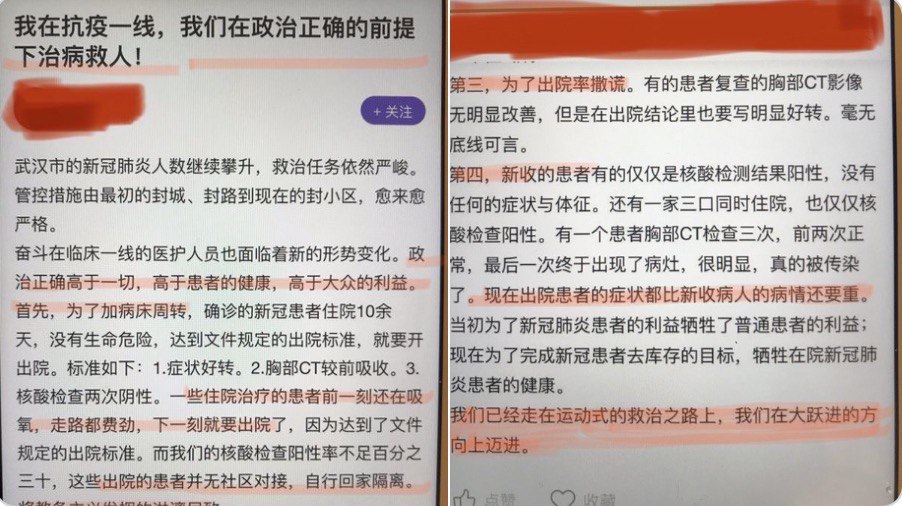 我在抗疫一线，我们在政治正确的前提
下治病救人！
+ 关注
武汉市的新冠肺炎人数继续攀升，救治任务依然严峻。
管控措施由最初的封城、封路到现在的封小区，愈来愈
严格。
奋斗在临床一线的医护人员也面临着新的形势变化。政
治正确高于一切，高于患者的健康，高于大众的利益。
首先，为了加病床周转，确诊的新冠患者住院10余
天，没有生命危险，达到文件规定的出院标准，就要开
出院。标准如下：1.症状好转。2.胸部CT较前吸收。3.
核酸检查两次阴性。一些住院治疗的患者前一刻还在吸
氧，走路都费劲，下一刻就要出院了，因为达到了文件
规定的出院标准。而我们的核酸检查阳性率不足百分之
三十，这些出院的患者并无社区对接，自行回家隔离。
第三，为了出院率撒谎。有的患者复查的胸部CT影像
无明显改善，但是在出院结论里也要写明显好转。毫无
底线可言。
第四，新收的患者有的仅仅是核酸检测结果阳性，没有
任何的症状与体征。还有一家三口同时住院，也仅仅核
酸检查阳性。有一个患者胸部CT检查三次，前两次正
常，最后一次终于出现了病灶，很明显，真的被传染
了。现在出院患者的症状都比新收病人的病情还要重。
当初为了新冠肺炎患者的利益牺牲了普通患者的利益；
现在为了完成新冠患者去库存的目标，牺牲在院新冠肺
炎患者的健康。
我们已经走在运动式的救治之路上，我们在大跃进的方
向上迈进。
点赞
收藏